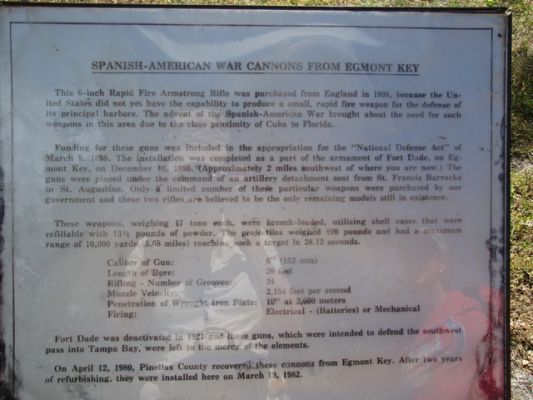 SPANISH-AMERICAN WAR CANNONS FROM EGMONT KEY
This 6-inch Rapid Fire Armstrong Rifle was purchased from England in 1898, because the Un-
ited States did not yet have the capability to produce a small, rapid fire weapon for the defense of
its principal harbors. The advent of the Spanish-American War brought about the need for such
weapons in this area due to the close proximity of Cuba to Florida.
Funding for these guns was included in the appropriation for the "National Defense Act" of
March 9, 1898. The installation was completed as a part of the armament of Fort Dade, on Eg-
mont Key, on December 10, 1898. (Approximately 2 miles southwest of where you are now.) The
guns were placed under the command of an artillery detachment sent from St. Francis Barracks
in St. Augustine. Only a limited number of these particular weapons were purchased by our
government and these two rifles are believed to be the only remaining models still in existence.
These weapons, weighing 17 tons each, were breech-loaded, utilizing shell cases that were
refillable with 13¼ pounds of powder. The projectiles weighed 100 pounds and had a maximum
range of 10,000 yards (5.68 miles) reaching such a target in 28.12 seconds.
Caliber of Gun: 6" (152 mm)
Length of Bore: 20 feet
Rifling - Number of Grooves: 24
Muzzle Velocity: 2,154 feet per second
Penetration of Wrought Iron Plate: 10" at 2,000 meters
Firing: Electrical - (Batteries) or Mechanical
Fort Dade was deactivated in 1921 and these guns, which were intended to defend the southwest
pass into Tampa Bay, were left to the mercy of the elements.
On April 12, 1980, Pinellas County recovered these cannons from Egmont Key. After two years
of refurbishing, they were installed here on March 1982.